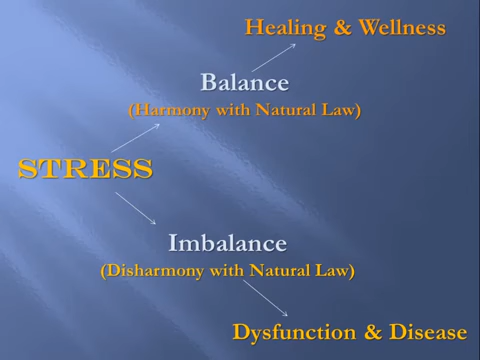 Healing & Wellness
Balance
(Harmony with Natural Law)
STRESS
Imbalance
(Disharmony with Natural Law)
Dysfunction & Disease